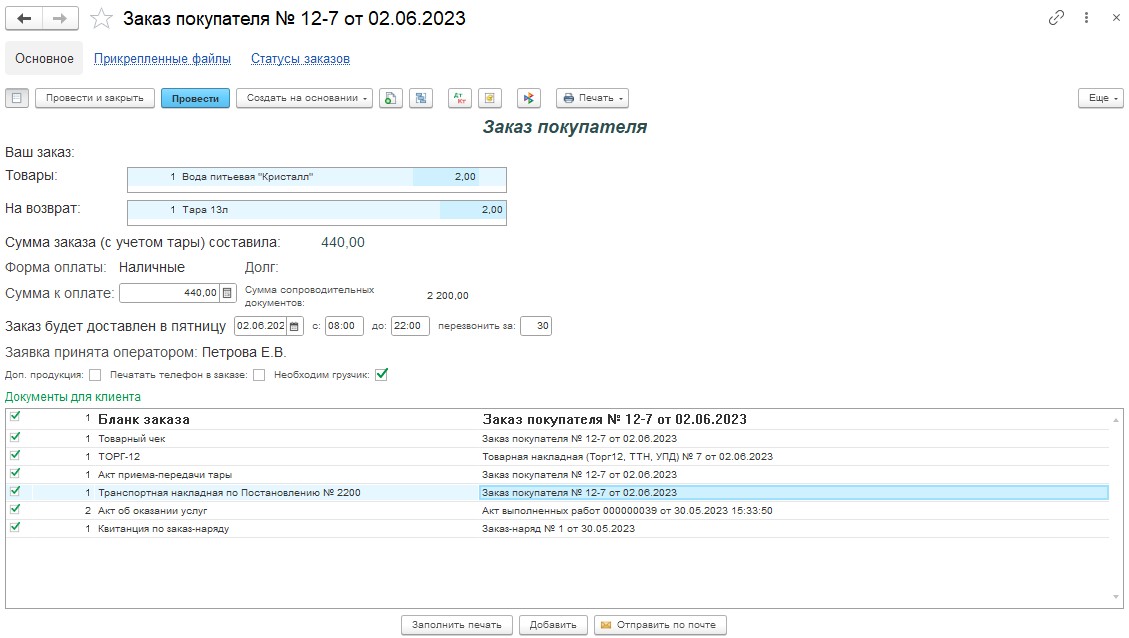 Заказ покупателя № 12-7 от 02.06.2023
Основное Прикрепленные файлы Статусы заказов
Провести и закрыть Провести Создать на основании Дт Кт Печать Еще
Заказ покупателя
Ваш заказ:
Товары: 1 Вода питьевая "Кристалл" 2,00
На возврат: 1 Тара 13л 2,00
Сумма заказа (с учетом тары) составила: 440,00
Форма оплаты: Наличные Долг:
Сумма к оплате: 440,00 Сумма сопроводительных
документов: 2 200,00
Заказ будет доставлен в пятницу 02.06.202 с: 08:00 до: 22:00 перезвонить за: 30
Заявка принята оператором: Петрова Е.В.
Доп. продукция: Печатать телефон в заказе: Необходим грузчик:
Документы для клиента
1 Бланк заказа Заказ покупателя № 12-7 от 02.06.2023
1 Товарный чек Заказ покупателя № 12-7 от 02.06.2023
1 ТОРГ-12 Товарная накладная (Торг12, ТТН, УПД) № 7 от 02.06.2023
1 Акт приема-передачи тары Заказ покупателя № 12-7 от 02.06.2023
1 Транспортная накладная по Постановлению № 2200 Заказ покупателя № 12-7 от 02.06.2023
2 Акт об оказании услуг Акт выполненных работ 000000039 от 30.05.2023 15:33:50
1 Квитанция по заказ-наряду Заказ-наряд № 1 от 30.05.2023
Заполнить печать Добавить Отправить по почте